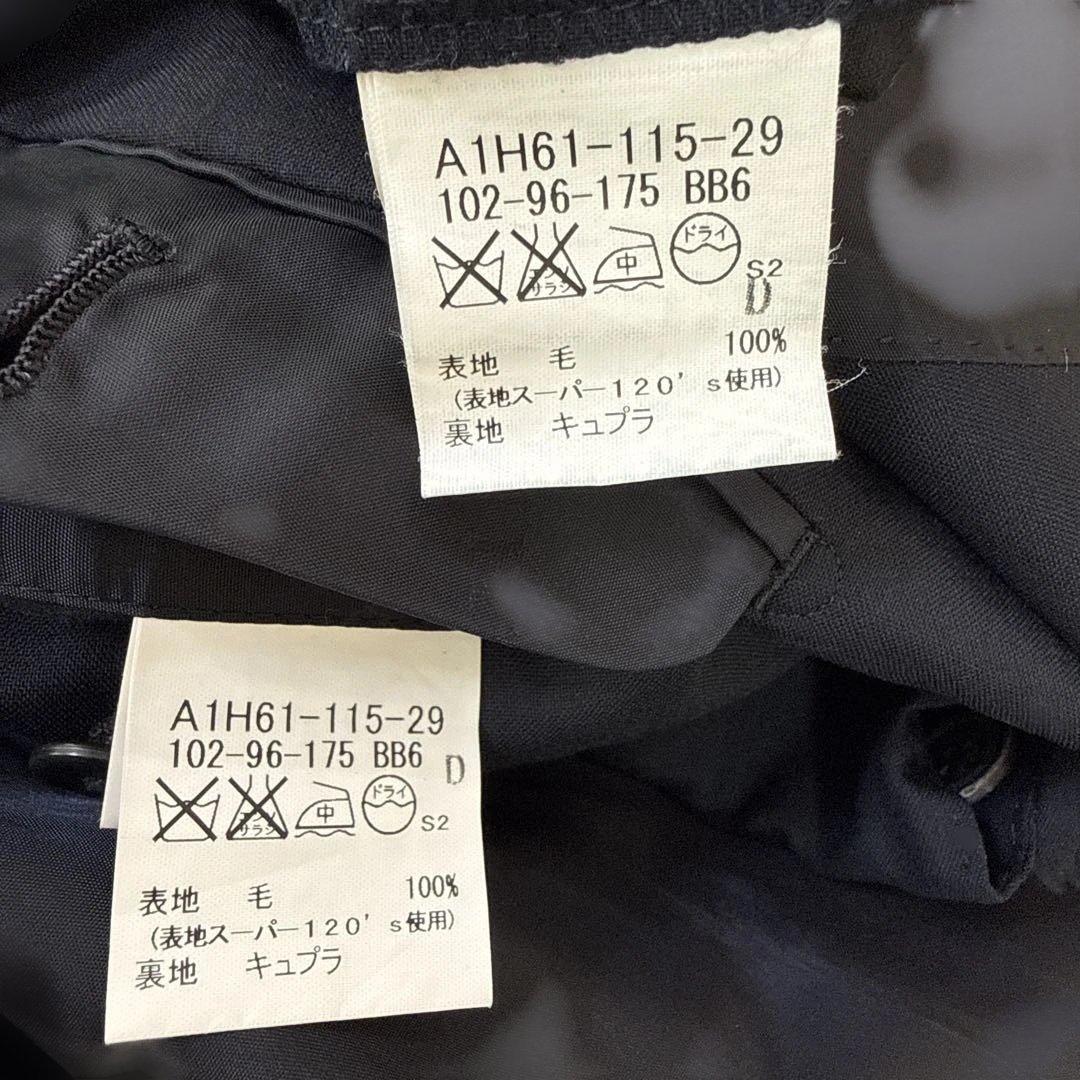 A1H61-115-29
102-96-175 BB6
中 ドライ S2
D
表地 毛 100%
(表地スーパー120's使用)
裏地 キュプラ
A1H61-115-29
102-96-175 BB6 D
中 ドライ S2
表地 毛 100%
(表地スーパー120's使用)
裏地 キュプラ